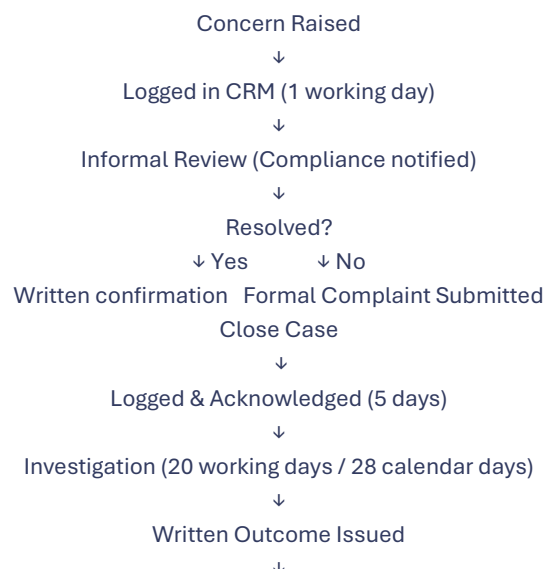 Concern Raised
↓
Logged in CRM (1 working day)
↓
Informal Review (Compliance notified)
↓
Resolved?
↓ Yes ↓ No
Written confirmation Formal Complaint Submitted
Close Case
↓
Logged & Acknowledged (5 days)
↓
Investigation (20 working days / 28 calendar days)
↓
Written Outcome Issued
↓